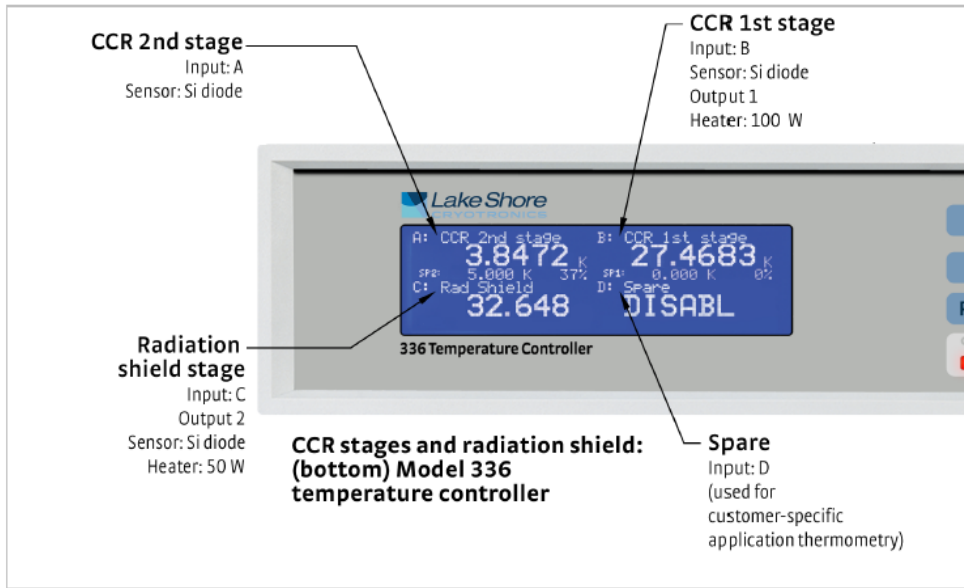 CCR 2nd stage
Input: A
Sensor: Si diode
CCR 1st stage
Input: B
Sensor: Si diode
Output 1
Heater: 100 W
Lake Shore
CRYOTRONICS
A: CCR 2nd stage B: CCR 1st stage
3.8472 K 27.4683 K
SP2: 5.000 K 37% SP1: 0.000 K 0%
C: Rad Shield D: Spare
32.648 DISABL
336 Temperature Controller
Radiation
shield stage
Input: C
Output 2
Sensor: Si diode
Heater: 50 W
CCR stages and radiation shield:
(bottom) Model 336
temperature controller
Spare
Input: D
(used for
customer-specific
application thermometry)